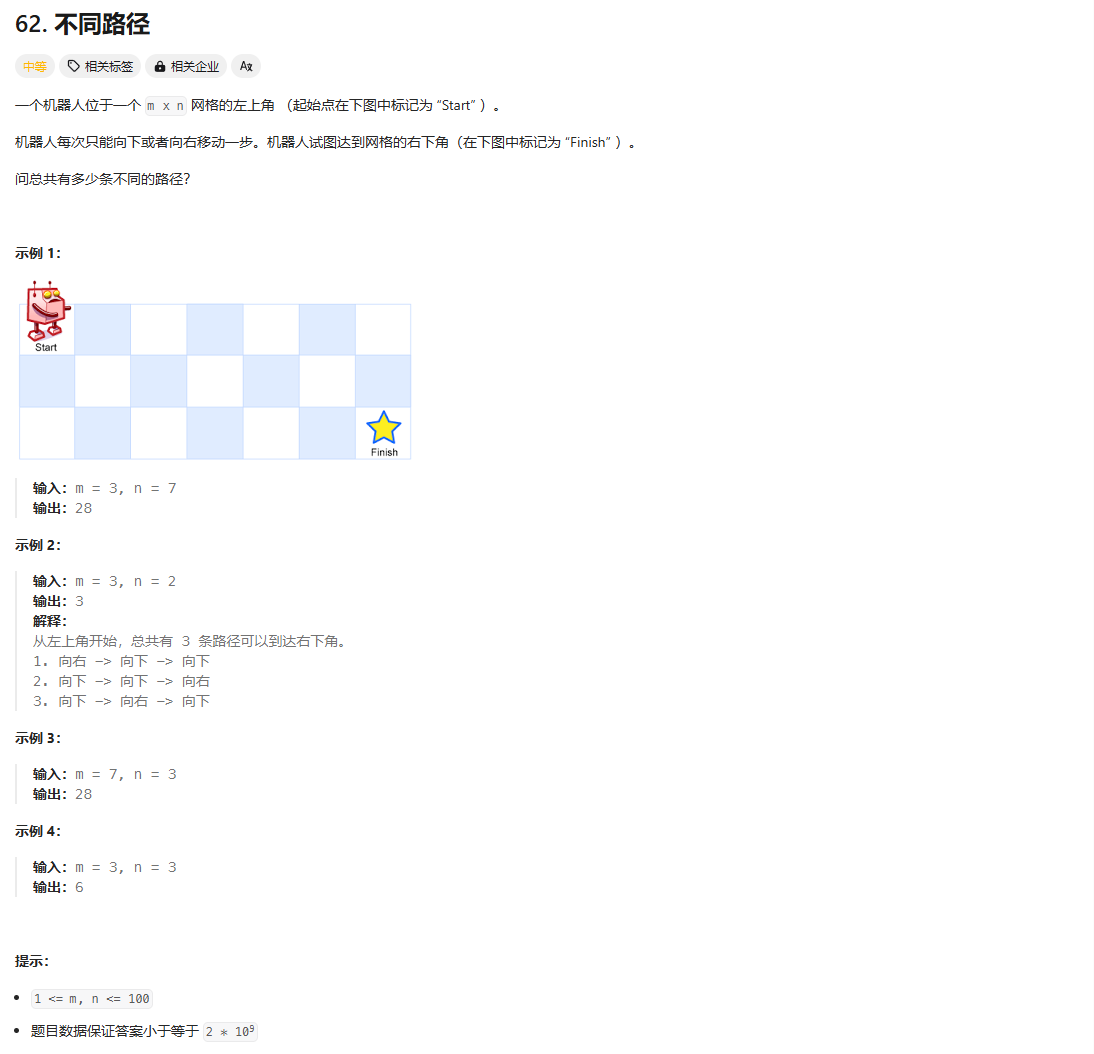 62. 不同路径
中等 相关标签 相关企业 Aず
一个机器人位于一个 m x n 网格的左上角 （起始点在下图中标记为 “Start” ）。
机器人每次只能向下或者向右移动一步。机器人试图达到网格的右下角（在下图中标记为 “Finish” ）。
问总共有多少条不同的路径？
示例 1：
Start
Finish
输入：m = 3, n = 7
输出：28
示例 2：
输入：m = 3, n = 2
输出：3
解释：
从左上角开始，总共有 3 条路径可以到达右下角。
1. 向右 -> 向下 -> 向下
2. 向下 -> 向下 -> 向右
3. 向下 -> 向右 -> 向下
示例 3：
输入：m = 7, n = 3
输出：28
示例 4：
输入：m = 3, n = 3
输出：6
提示：
1 <= m, n <= 100
题目数据保证答案小于等于 2 * 10⁹